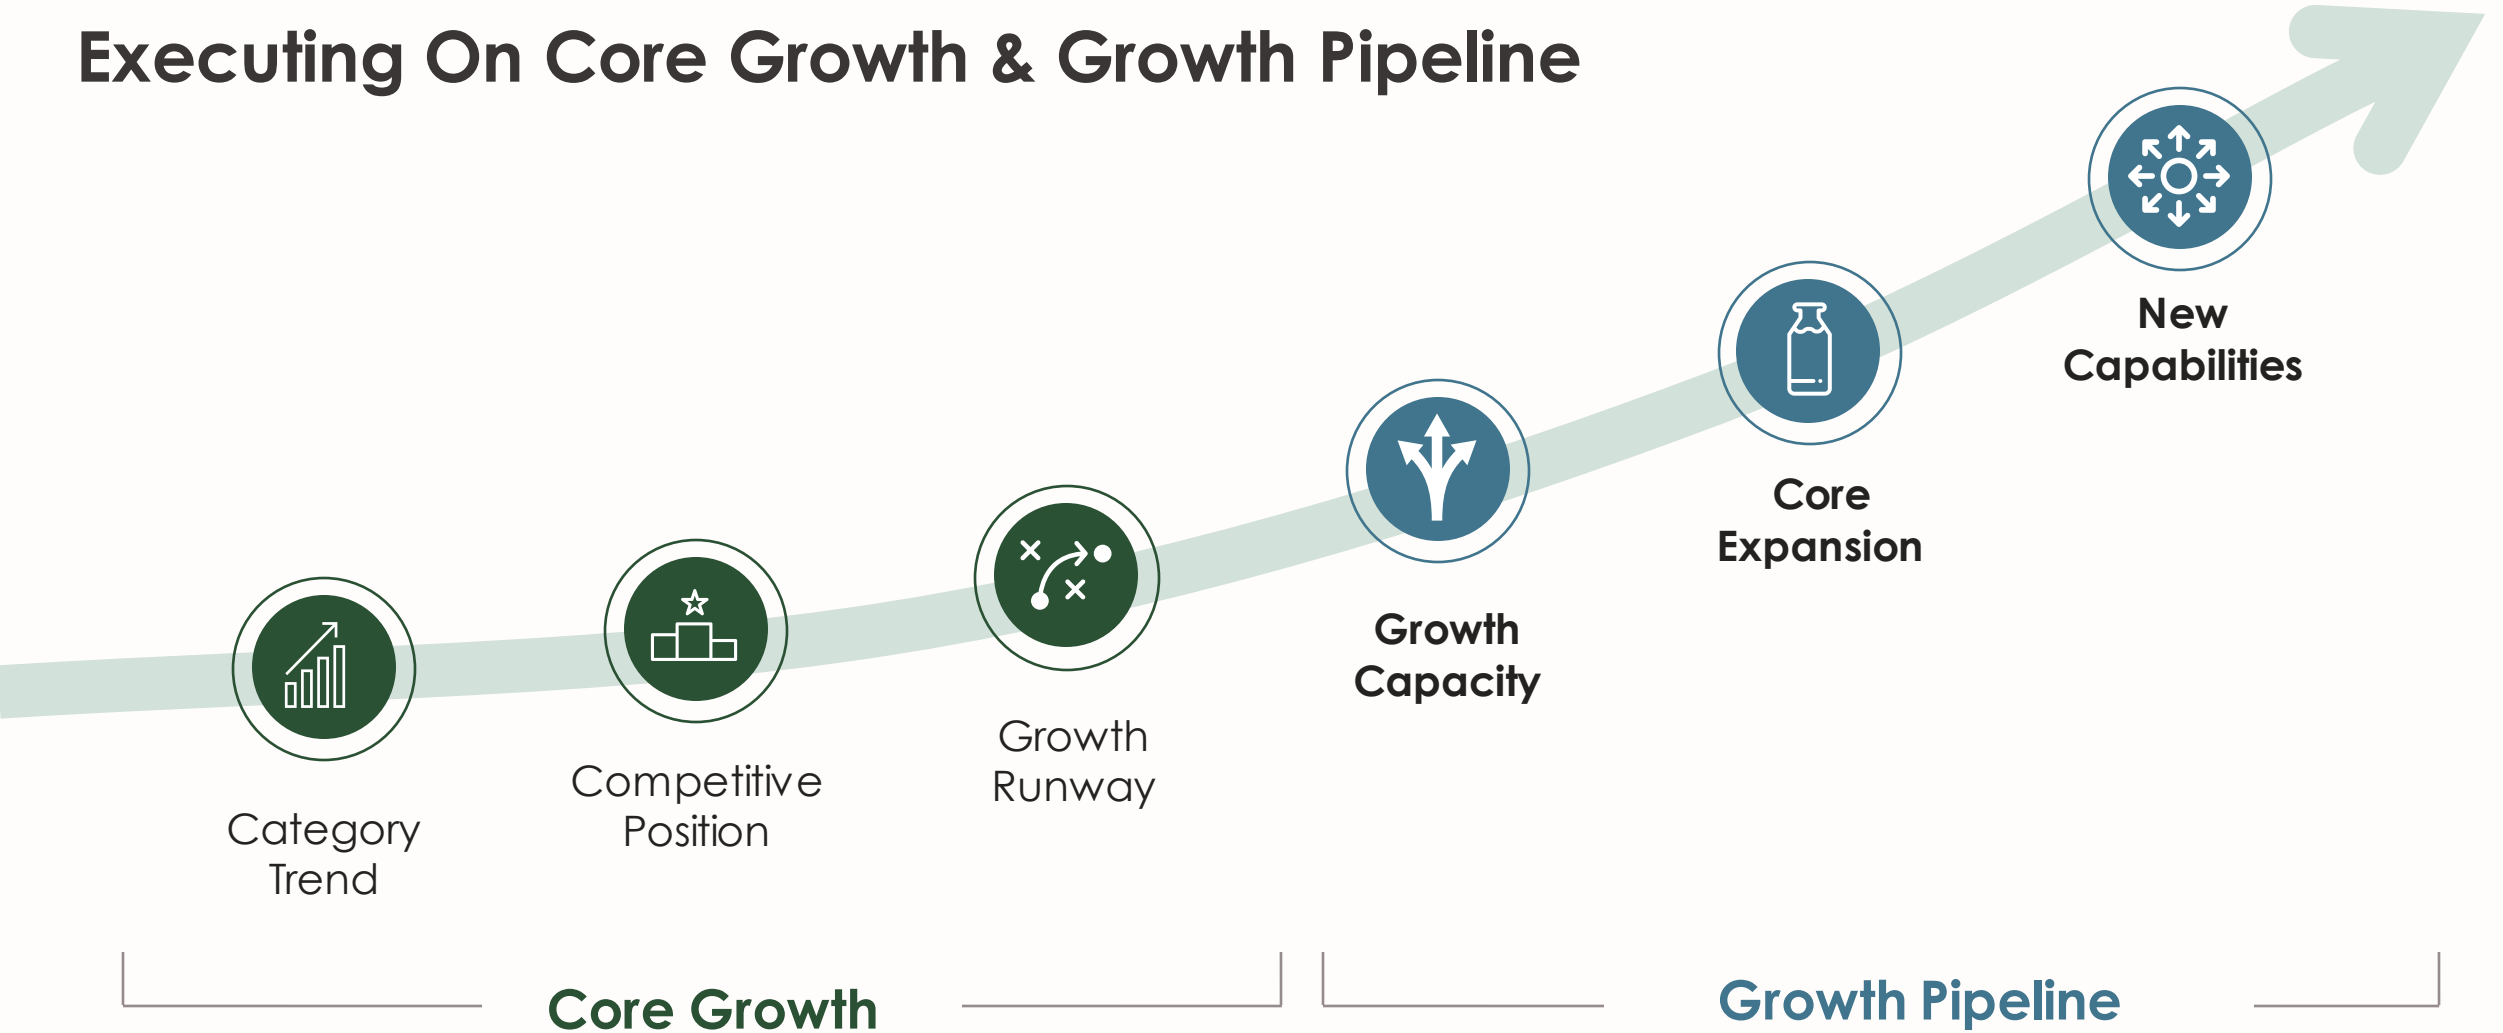 Executing On Core Growth & Growth Pipeline
Category
Trend
Competitive
Position
Growth
Runway
Growth
Capacity
Core
Expansion
New
Capabilities
Core Growth
Growth Pipeline